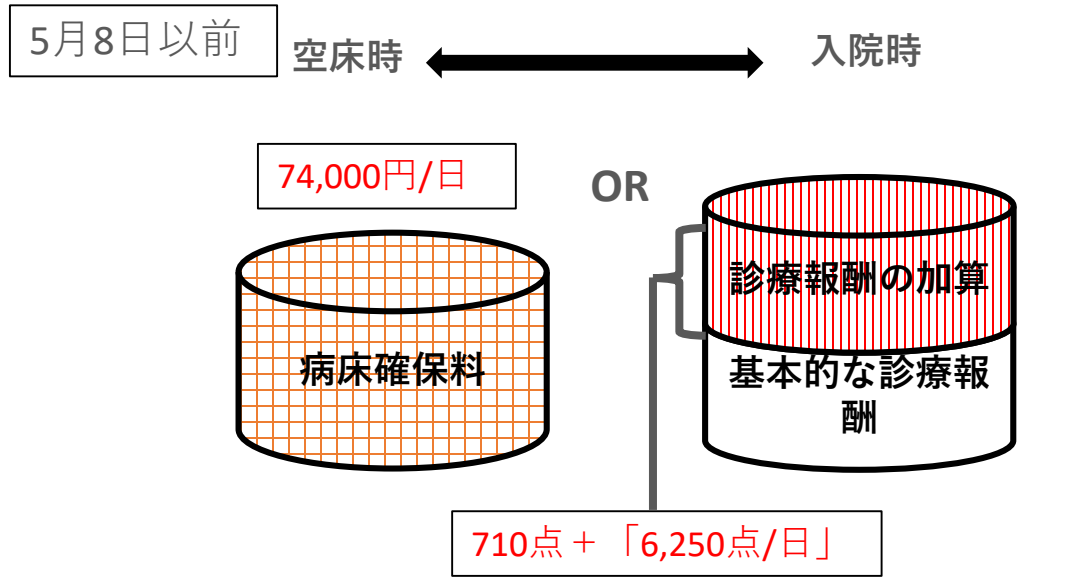 5月8日以前
空床時
入院時
74,000円/日
OR
診療報酬の加算
病床確保料
基本的な診療報
酬
710点＋「6,250点/日」